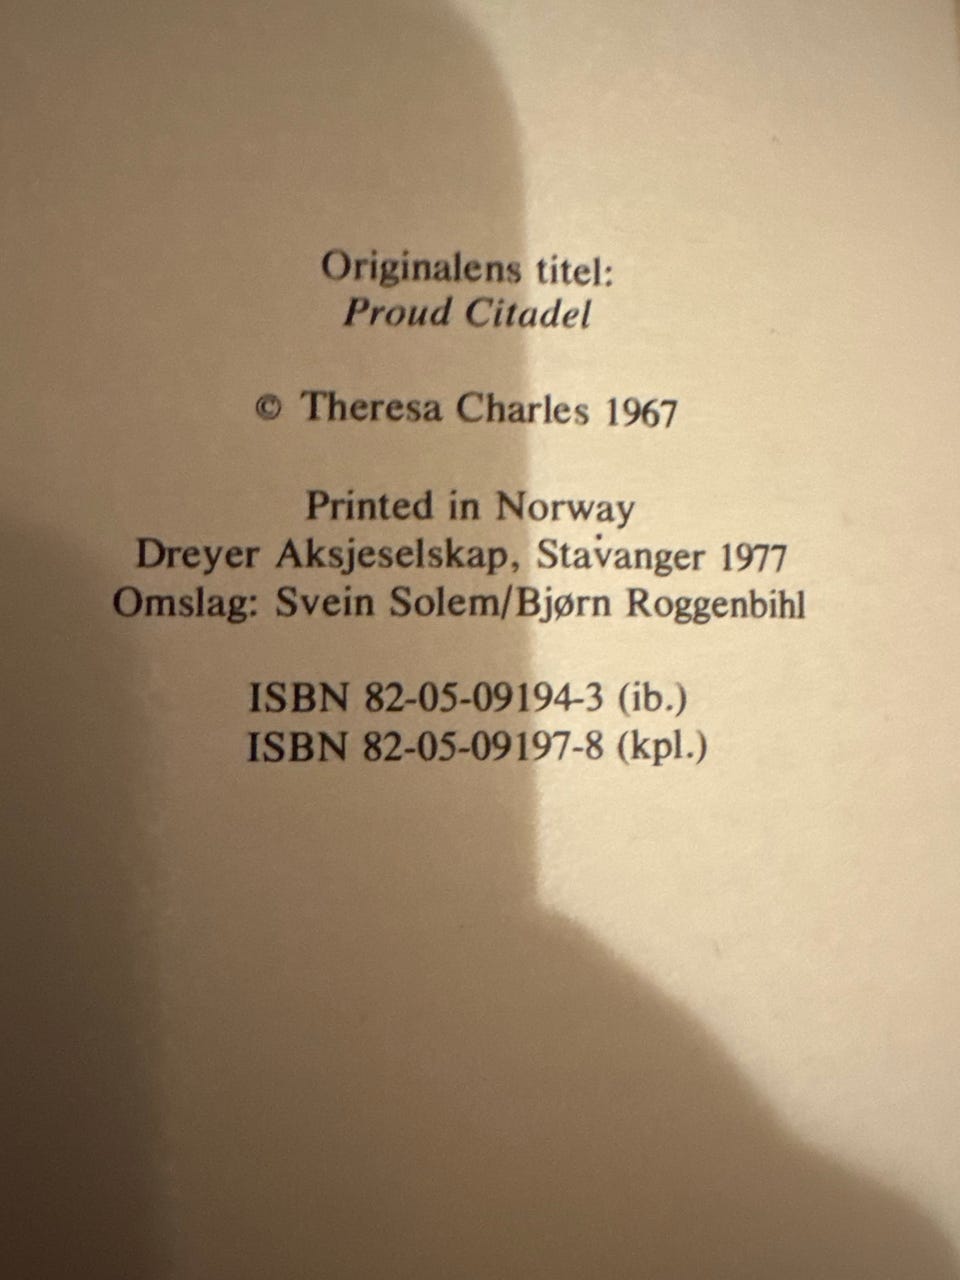 Originalens titel:
Proud Citadel
© Theresa Charles 1967
Printed in Norway
Dreyer Aksjeselskap, Stavanger 1977
Omslag: Svein Solem/Bjørn Roggenbihl
ISBN 82-05-09194-3 (ib.)
ISBN 82-05-09197-8 (kpl.)